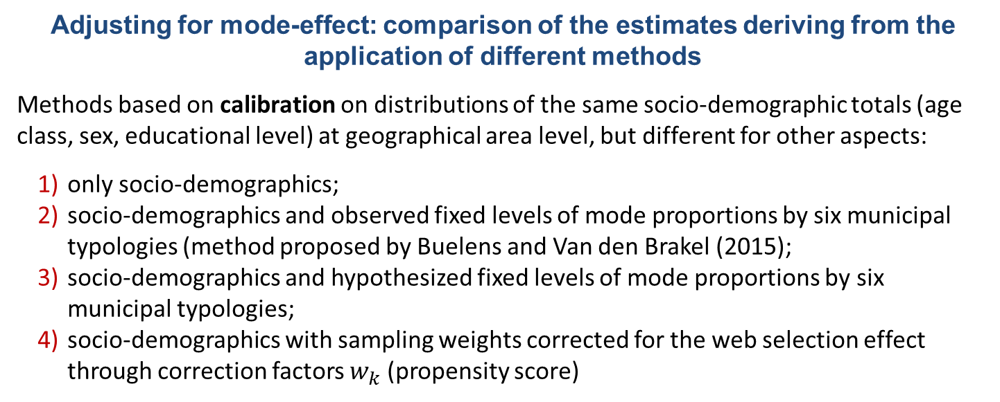 Adjusting for mode-effect: comparison of the estimates deriving from the
application of different methods
Methods based on calibration on distributions of the same socio-demographic totals (age
class, sex, educational level) at geographical area level, but different for other aspects:
1) only socio-demographics;
2) socio-demographics and observed fixed levels of mode proportions by six municipal
typologies (method proposed by Buelens and Van den Brakel (2015);
3) socio-demographics and hypothesized fixed levels of mode proportions by six
municipal typologies;
4) socio-demographics with sampling weights corrected for the web selection effect
through correction factors 𝑤𝑘 (propensity score)